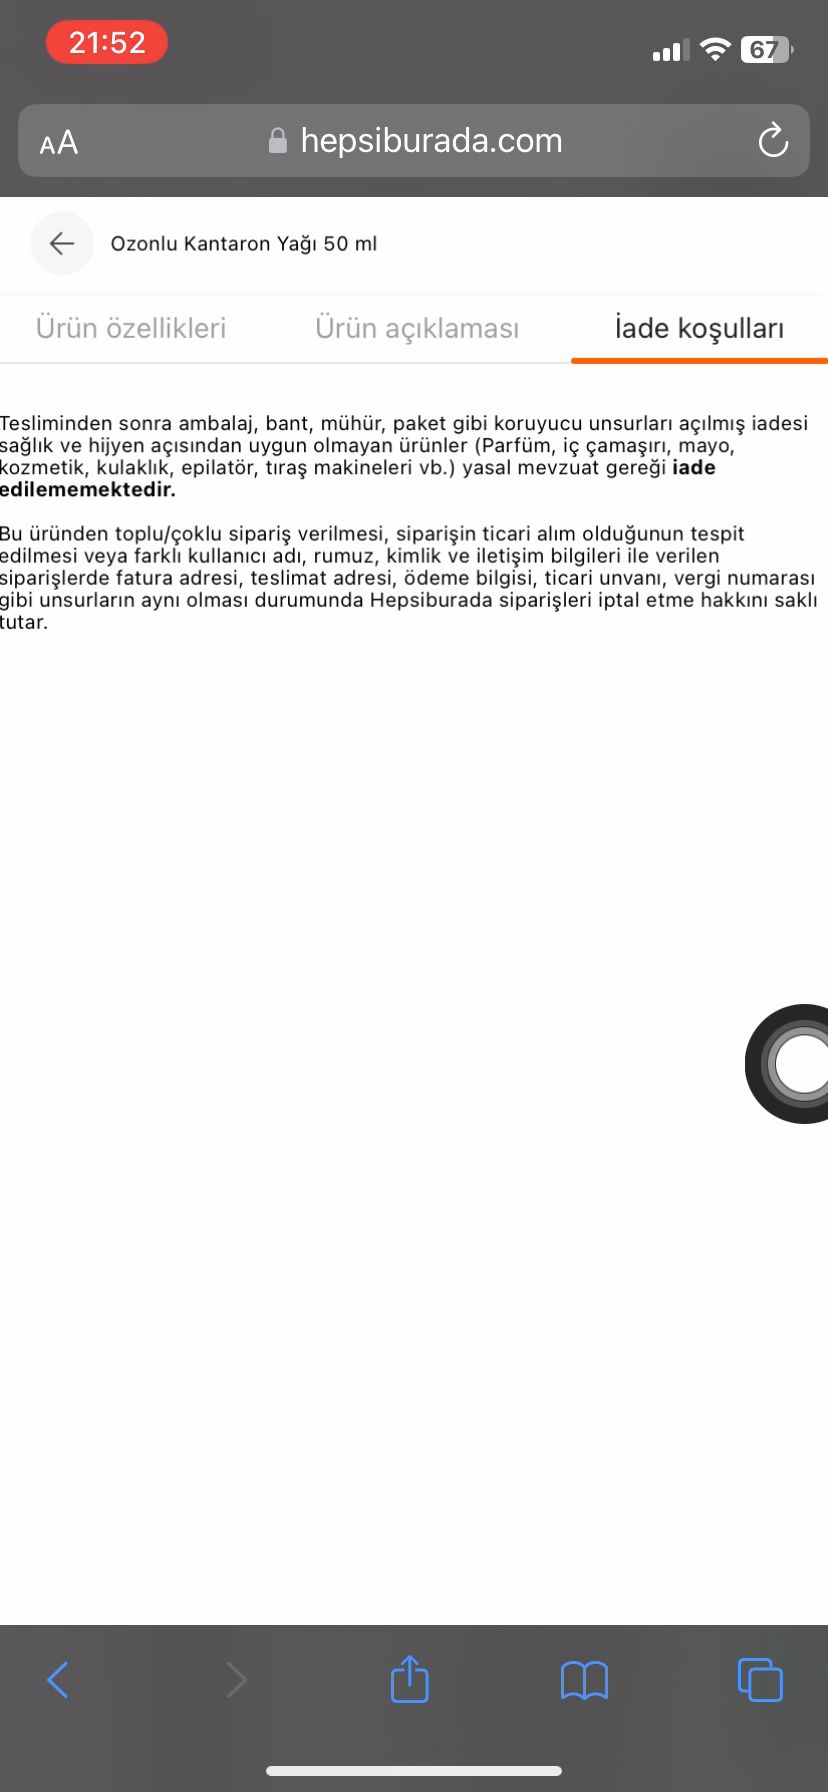 21:52
67
AA
hepsiburada.com
Ozonlu Kantaron Yağı 50 ml
Ürün özellikleri
Ürün açıklaması
İade koşulları
Tesliminden sonra ambalaj, bant, mühür, paket gibi koruyucu unsurları açılmış iadesi
sağlık ve hijyen açısından uygun olmayan ürünler (Parfüm, iç çamaşırı, mayo,
kozmetik, kulaklık, epilatör, tıraş makineleri vb.) yasal mevzuat gereği iade
edilememektedir.
Bu üründen toplu/çoklu sipariş verilmesi, siparişin ticari alım olduğunun tespit
edilmesi veya farklı kullanıcı adı, rumuz, kimlik ve iletişim bilgileri ile verilen
siparişlerde fatura adresi, teslimat adresi, ödeme bilgisi, ticari unvanı, vergi numarası
gibi unsurların aynı olması durumunda Hepsiburada siparişleri iptal etme hakkını saklı
tutar.